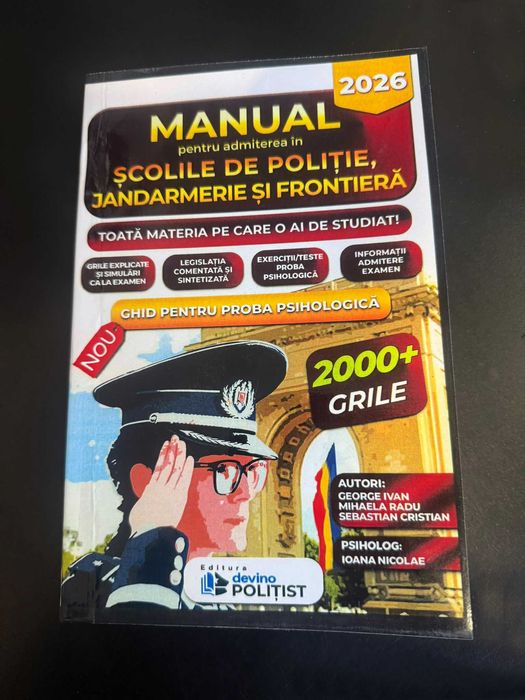 2026
MANUAL
pentru admiterea în
ȘCOLILE DE POLIȚIE,
JANDARMERIE ȘI FRONTIERĂ
TOATĂ MATERIA PE CARE O AI DE STUDIAT!
GRILE EXPLICATE
ȘI SIMULĂRI
CA LA EXAMEN
LEGISLAȚIA
COMENTATĂ ȘI
SINTETIZATĂ
EXERCIȚII/TESTE
PROBA
PSIHOLOGICĂ
INFORMAȚII
ADMITERE
EXAMEN
GHID PENTRU PROBA PSIHOLOGICĂ
NOU
2000+
GRILE
AUTORI:
GEORGE IVAN
MIHAELA RADU
SEBASTIAN CRISTIAN
PSIHOLOG:
IOANA NICOLAE
Editura
devino
POLIȚIST